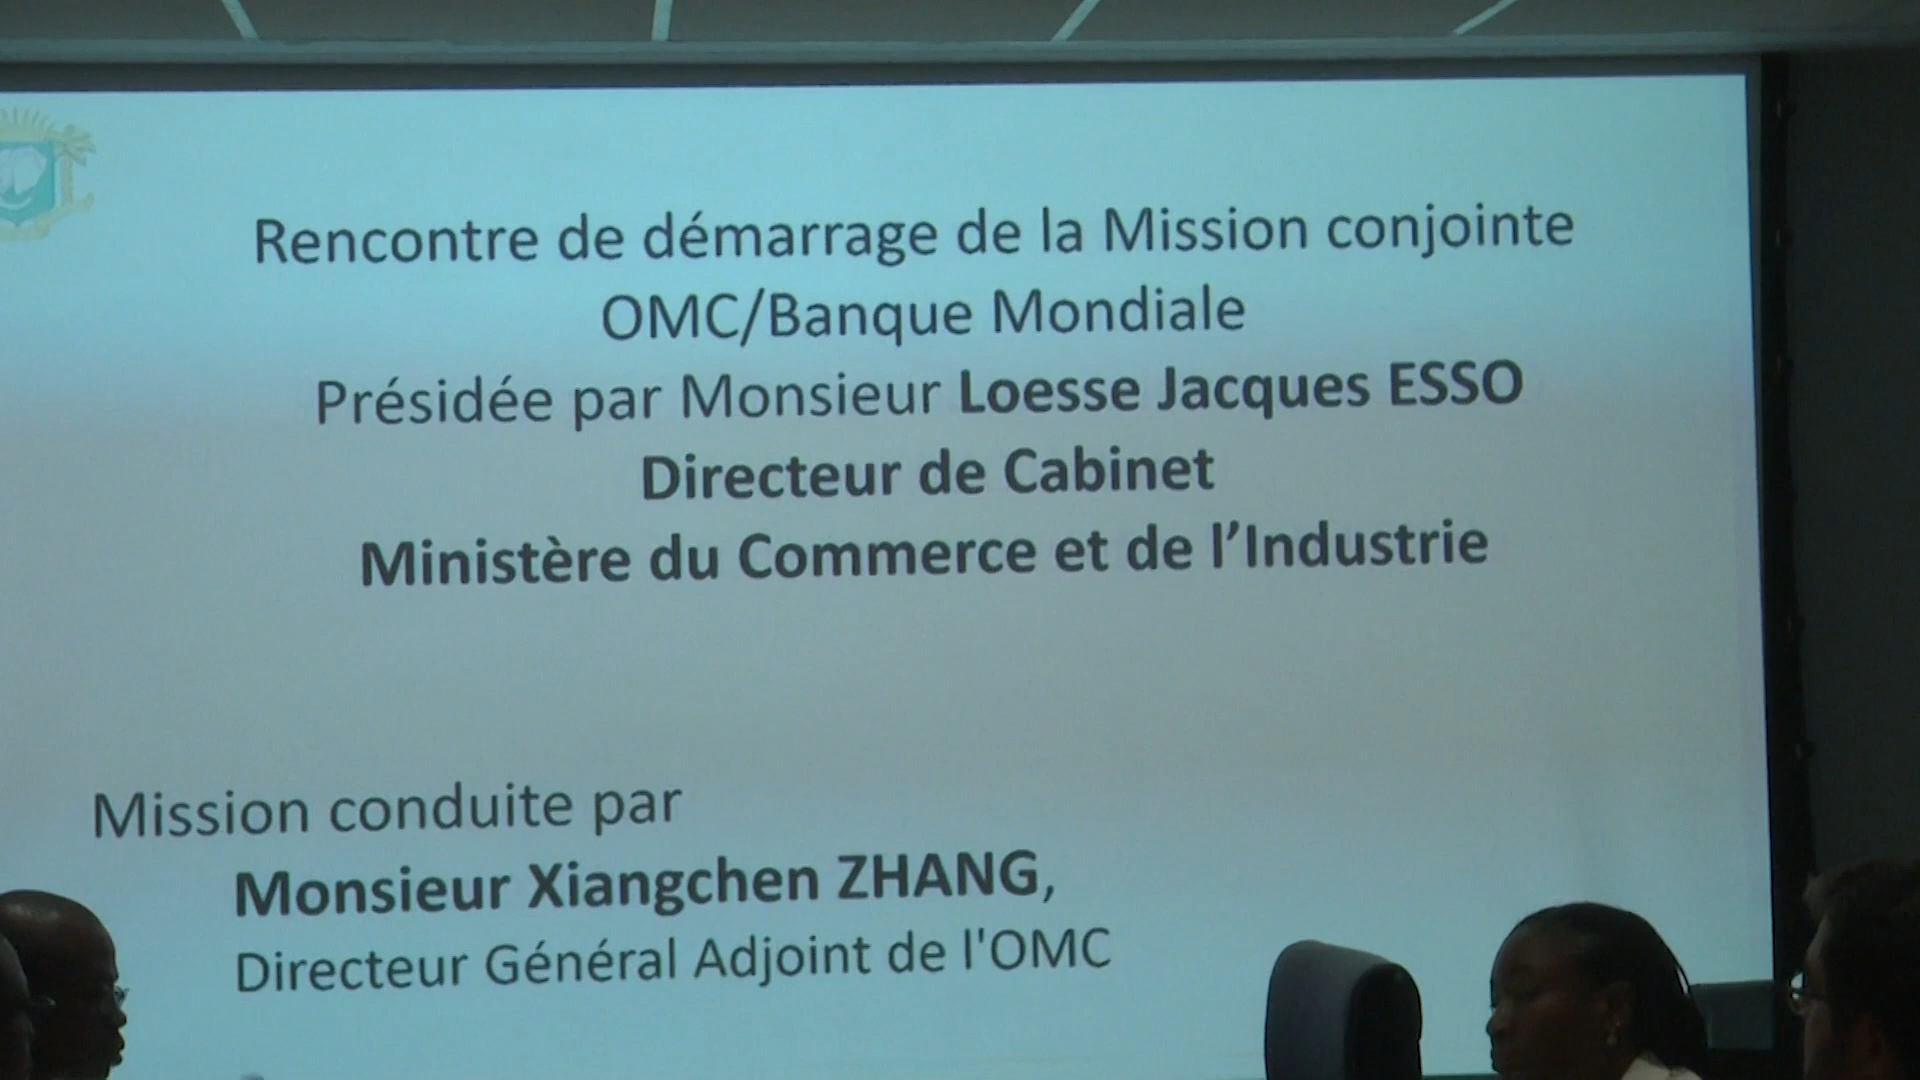 Rencontre de démarrage de la Mission conjointe
OMC/Banque Mondiale
Présidée par Monsieur Loesse Jacques ESSO
Directeur de Cabinet
Ministère du Commerce et de l’Industrie
Mission conduite par
Monsieur Xiangchen ZHANG,
Directeur Général Adjoint de l'OMC